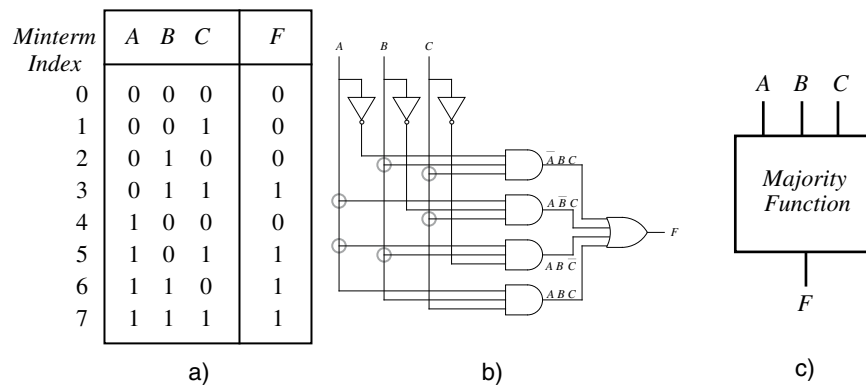 Minterm Index A B C F
0 0 0 0 0
1 0 0 1 0
2 0 1 0 0
3 0 1 1 1
4 1 0 0 0
5 1 0 1 1
6 1 1 0 1
7 1 1 1 1
a)
A B C
A̅ B C
A B̅ C
F
A B C̅
A B C
b)
A B C
Majority
Function
F
c)